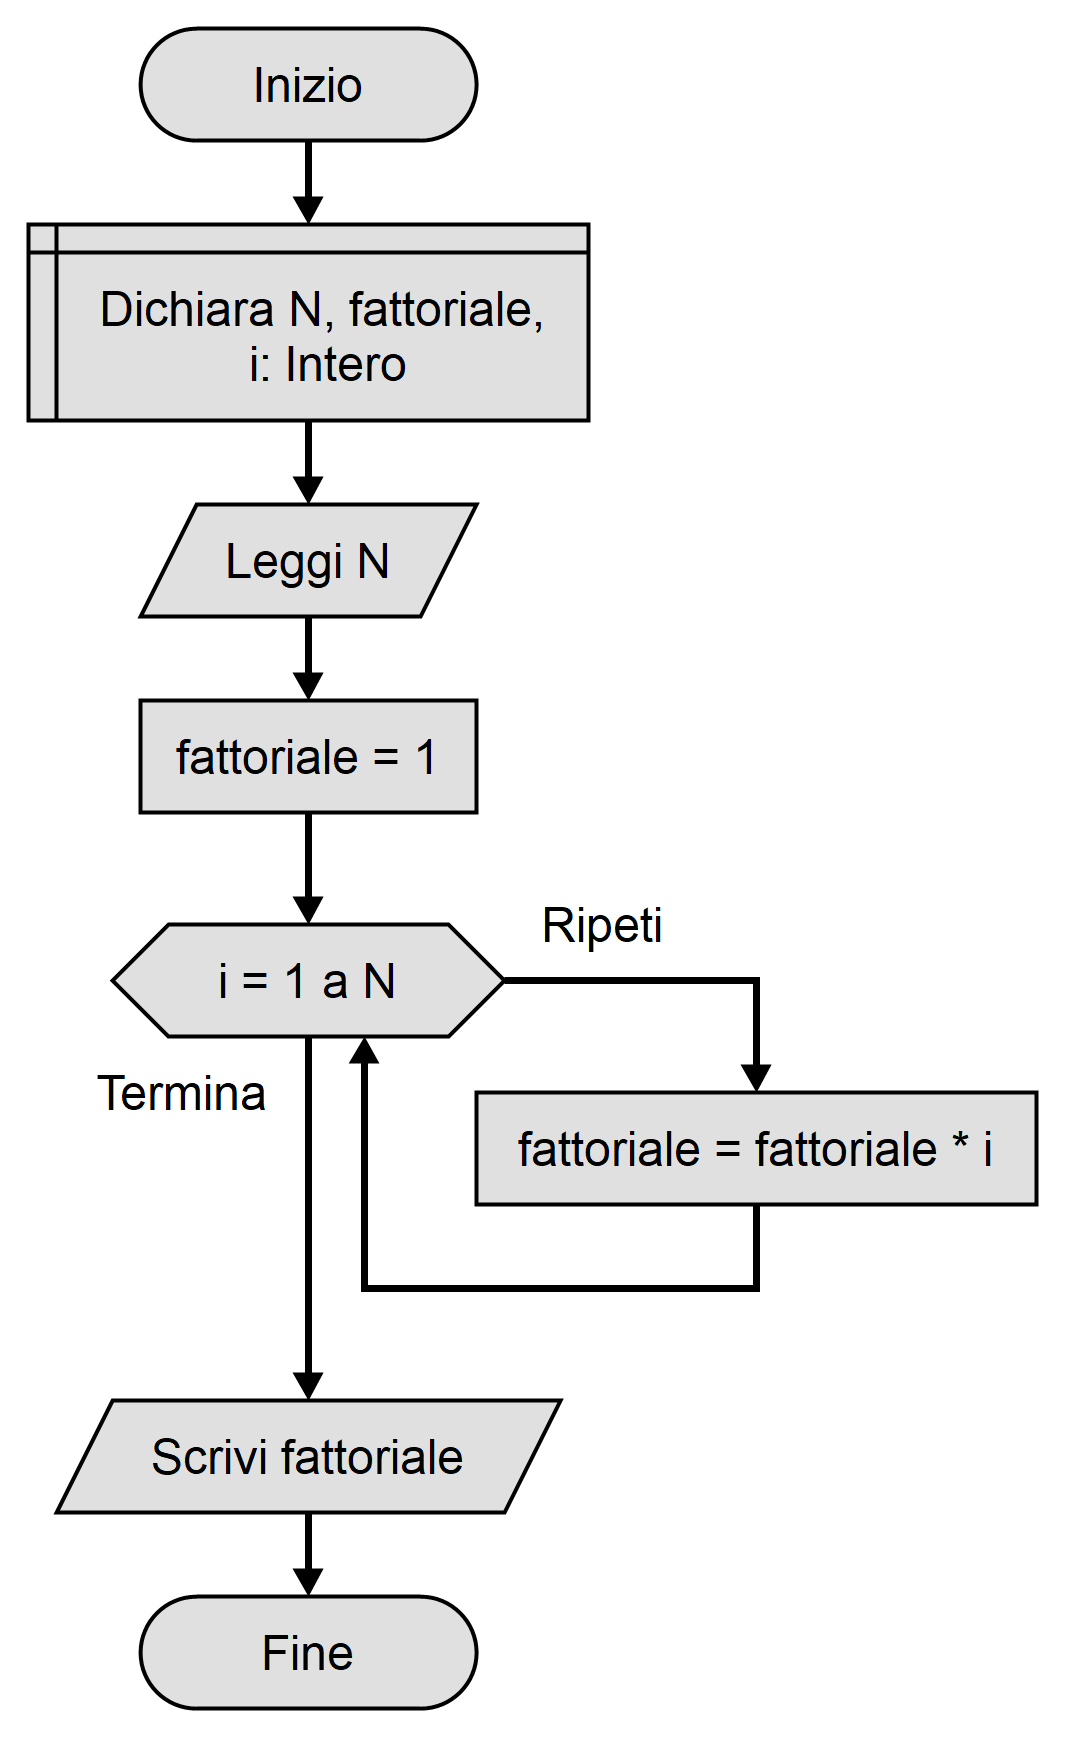 Inizio
Dichiara N, fattoriale,
i: Intero
Leggi N
fattoriale = 1
i = 1 a N
Ripeti
Termina
fattoriale = fattoriale * i
Scrivi fattoriale
Fine